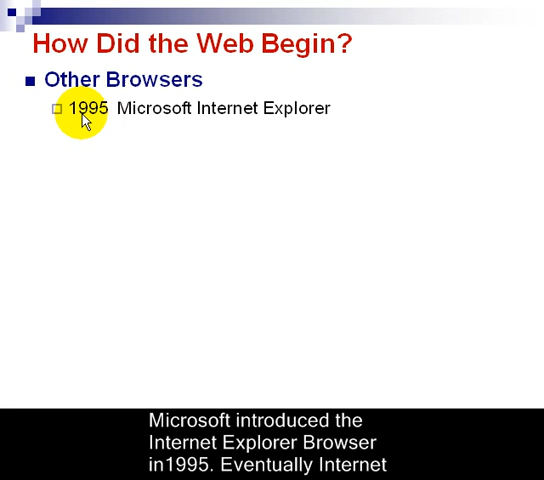 How Did the Web Begin?
Other Browsers
1995 Microsoft Internet Explorer
Microsoft introduced the
Internet Explorer Browser
in1995. Eventually Internet